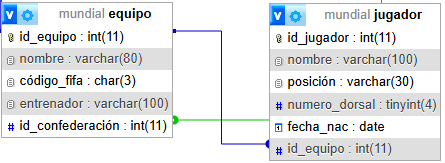 mundial equipo
id_equipo : int(11)
nombre : varchar(80)
código_fifa : char(3)
entrenador : varchar(100)
id_confederación : int(11)
mundial jugador
id_jugador : int(11)
nombre : varchar(100)
posición : varchar(30)
numero_dorsal : tinyint(4)
fecha_nac : date
id_equipo : int(11)